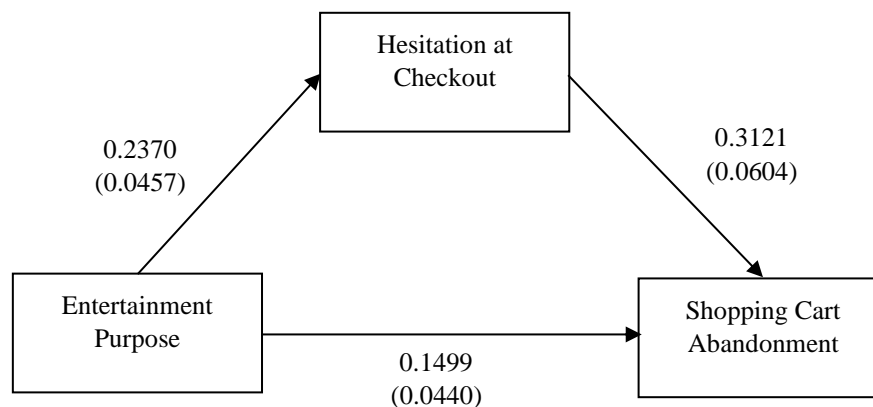 Hesitation at
Checkout
0.2370
(0.0457)
0.3121
(0.0604)
Entertainment
Purpose
Shopping Cart
Abandonment
0.1499
(0.0440)